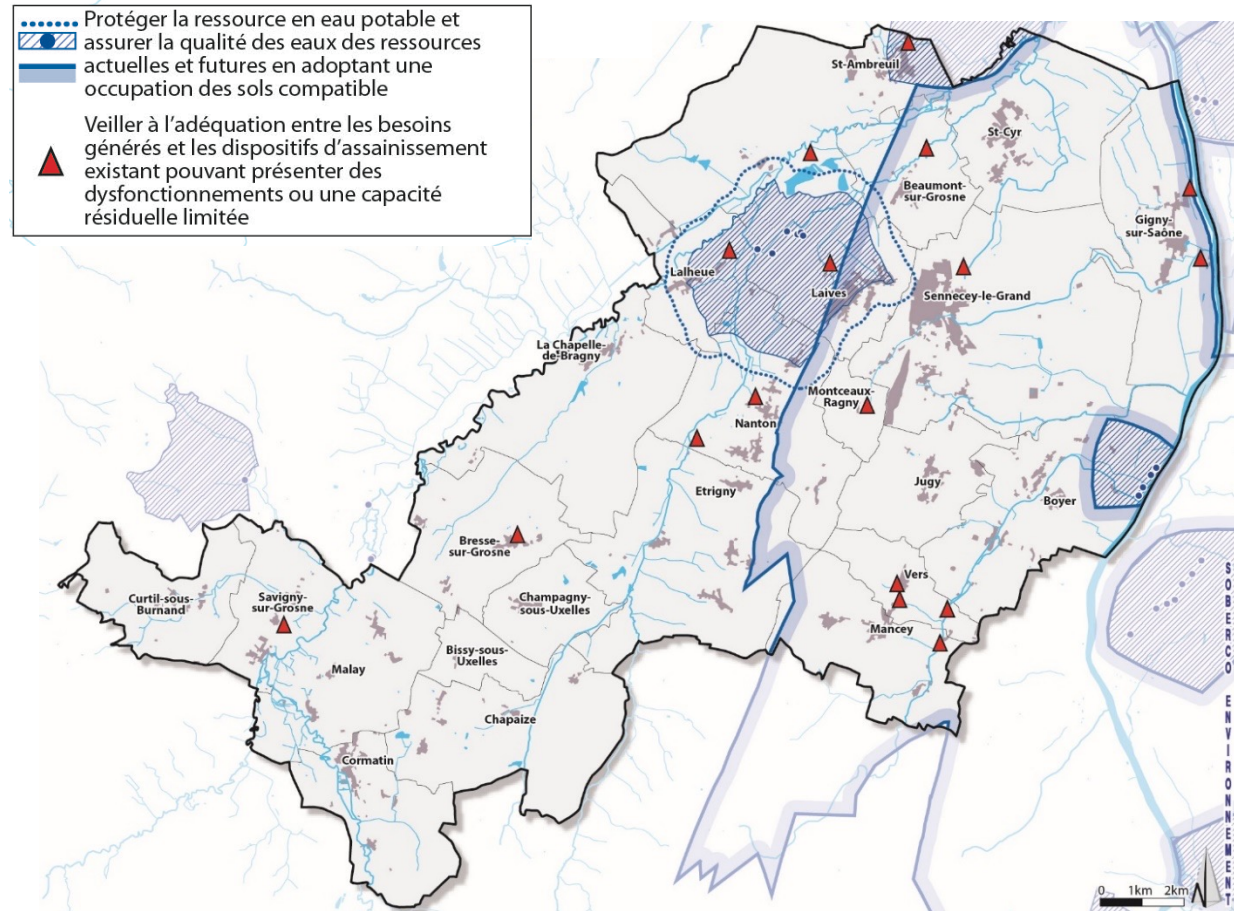 Protéger la ressource en eau potable et
assurer la qualité des eaux des ressources
actuelles et futures en adoptant une
occupation des sols compatible
Veiller à l'adéquation entre les besoins
générés et les dispositifs d'assainissement
existant pouvant présenter des
dysfonctionnements ou une capacité
résiduelle limitée
St-Ambreuil
St-Cyr
Beaumont-
sur-Grosne
Gigny-
sur-Saône
Lalheue
Laives
Sennecey-le-Grand
La Chapelle-
de-Bragny
Montceaux-
Ragny
Nanton
Etrigny
Jugy
Boyer
Bresse-
sur-Grosne
Vers
Curtil-sous-
Burnand
Savigny-
sur-Grosne
Champagny-
sous-Uxelles
Mancey
Bissy-sous-
Uxelles
Malay
Chapaize
Cormatin
SOBERCO ENVIRONNEMENT
0 1km 2km
N